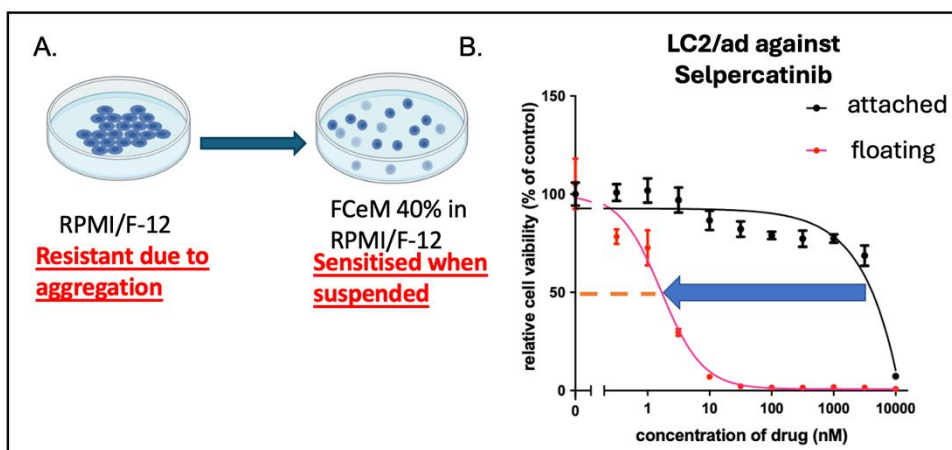 A.
RPMI/F-12
Resistant due to
aggregation
FCeM 40% in
RPMI/F-12
Sensitised when
suspended
B.
LC2/ad against
Selpercatinib
attached
floating
relative cell vaibility (% of control)
150
100
50
0
0 1 10 100 1000 10000
concentration of drug (nM)